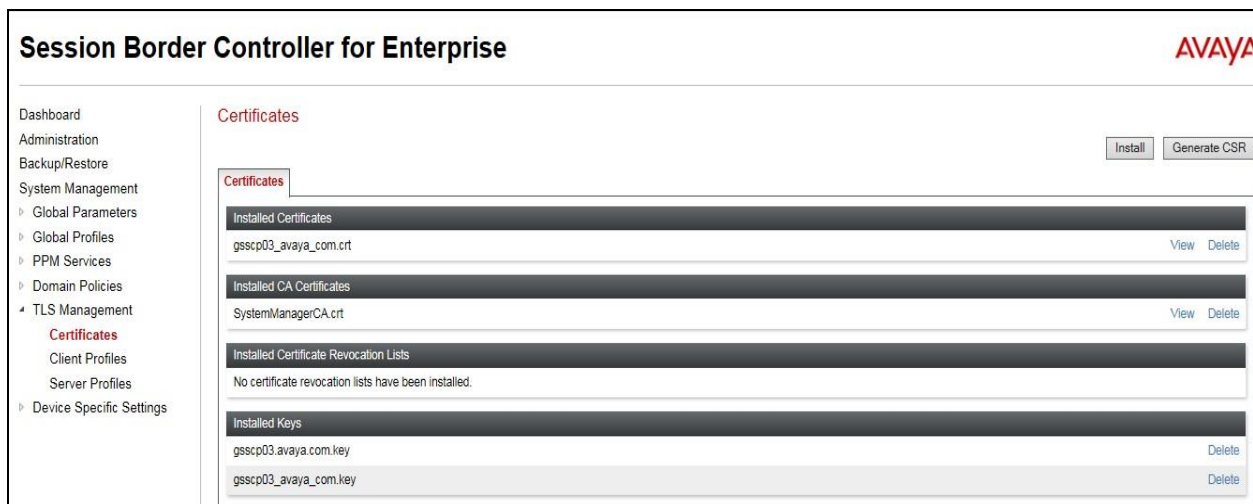 Session Border Controller for Enterprise
AVAYA
Dashboard
Administration
Backup/Restore
System Management
Global Parameters
Global Profiles
PPM Services
Domain Policies
TLS Management
Certificates
Client Profiles
Server Profiles
Device Specific Settings
Certificates
Install Generate CSR
Certificates
Installed Certificates
gsscp03_avaya_com.crt View Delete
Installed CA Certificates
SystemManagerCA.crt View Delete
Installed Certificate Revocation Lists
No certificate revocation lists have been installed.
Installed Keys
gsscp03.avaya.com.key Delete
gsscp03_avaya_com.key Delete